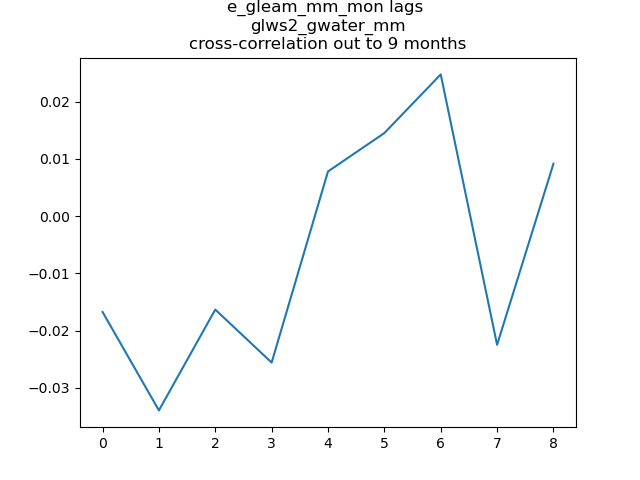 e_gleam_mm_mon lags
glws2_gwater_mm
cross-correlation out to 9 months
0.02
0.01
0.00
−0.01
−0.02
−0.03
0 1 2 3 4 5 6 7 8